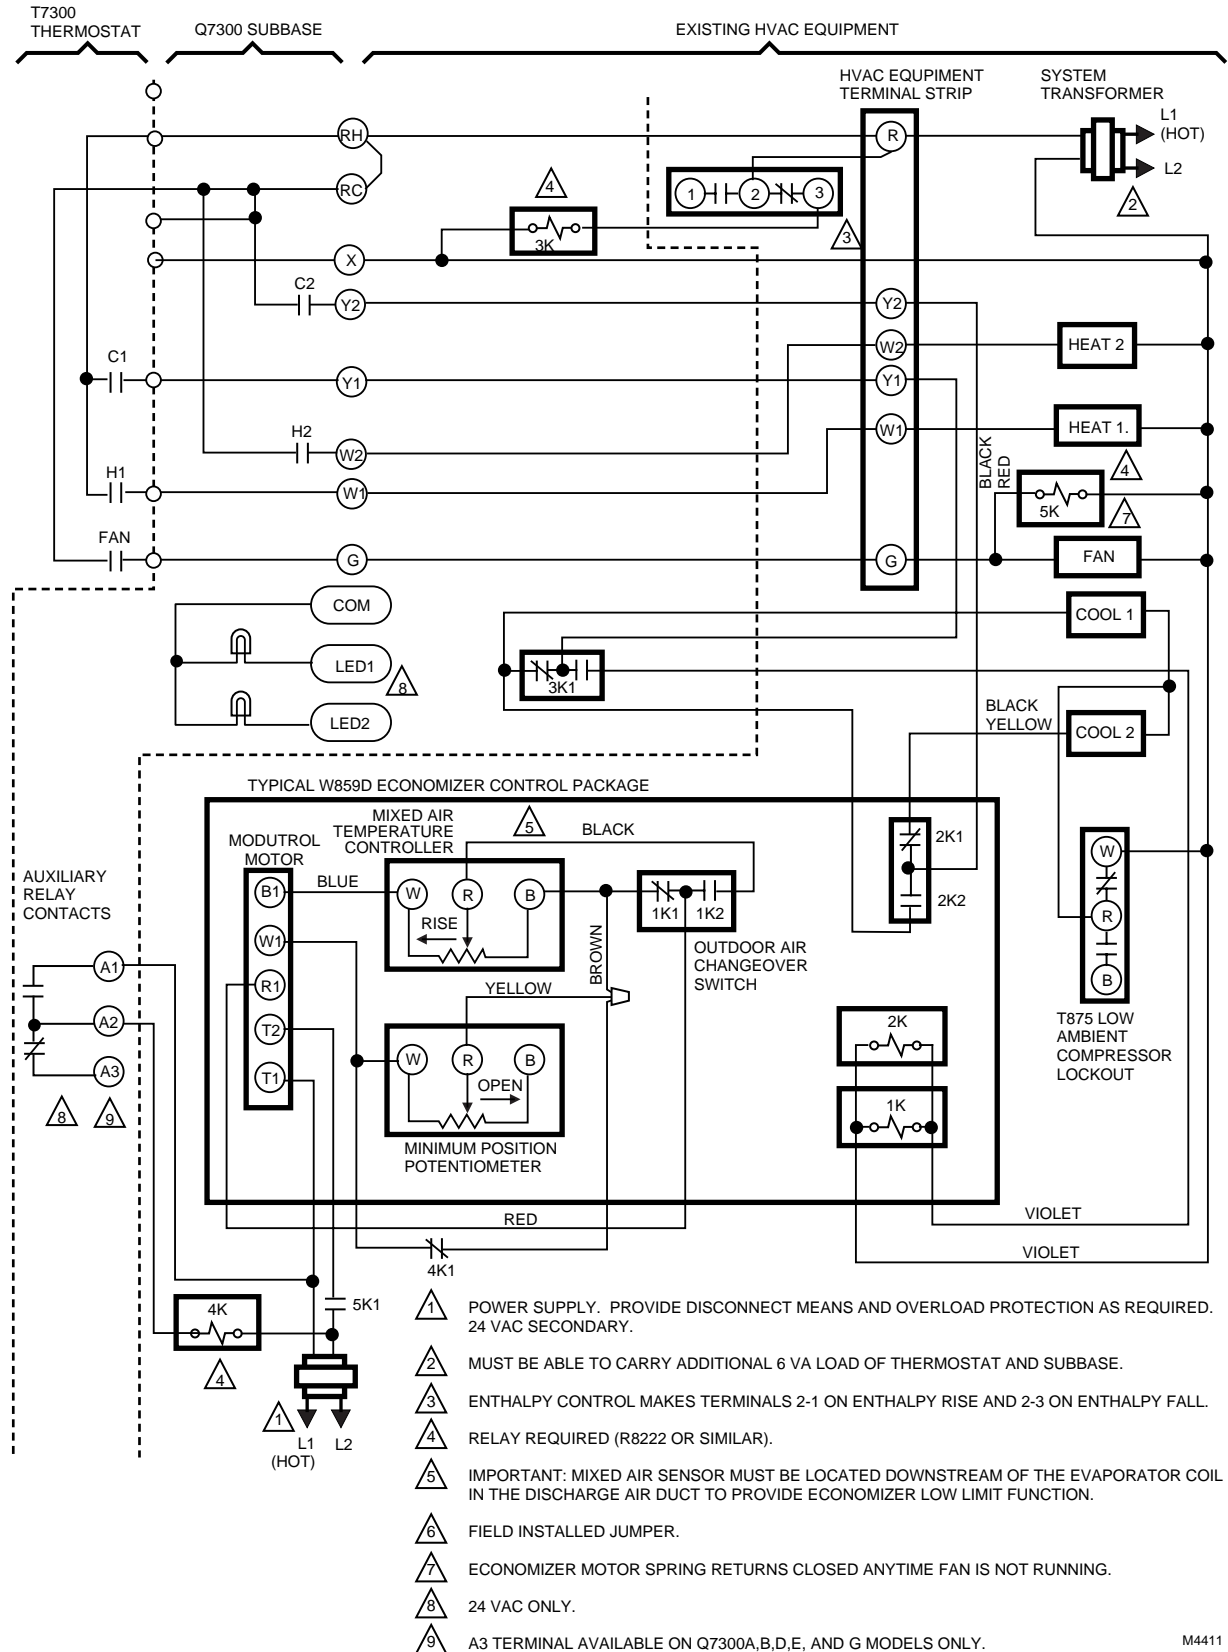 T7300
THERMOSTAT
Q7300 SUBBASE
EXISTING HVAC EQUIPMENT
HVAC EQUPIMENT
TERMINAL STRIP
SYSTEM
TRANSFORMER
L1
(HOT)
L2
RH
R
RC
4
1
2
3
2
3K
3
X
C2
Y2
Y2
W2
HEAT 2
C1
Y1
Y1
H2
W1
HEAT 1.
W2
BLACK
RED
4
H1
W1
5K
7
FAN
G
G
FAN
COM
COOL 1
LED1
8
3K1
LED2
BLACK
YELLOW
COOL 2
TYPICAL W859D ECONOMIZER CONTROL PACKAGE
MODUTROL
MOTOR
MIXED AIR
TEMPERATURE
CONTROLLER
5
BLACK
2K1
W
AUXILIARY
RELAY
CONTACTS
B1
BLUE
W
R
B
1K1
1K2
2K2
RISE
R
W1
BROWN
OUTDOOR AIR
CHANGEOVER
SWITCH
A1
R1
YELLOW
B
A2
T2
2K
T875 LOW
AMBIENT
COMPRESSOR
LOCKOUT
A3
T1
W
R
B
OPEN
8
9
1K
MINIMUM POSITION
POTENTIOMETER
RED
VIOLET
VIOLET
4K1
4K
5K1
4
1
L1
(HOT)
L2
1 POWER SUPPLY. PROVIDE DISCONNECT MEANS AND OVERLOAD PROTECTION AS REQUIRED.
24 VAC SECONDARY.
2 MUST BE ABLE TO CARRY ADDITIONAL 6 VA LOAD OF THERMOSTAT AND SUBBASE.
3 ENTHALPY CONTROL MAKES TERMINALS 2-1 ON ENTHALPY RISE AND 2-3 ON ENTHALPY FALL.
4 RELAY REQUIRED (R8222 OR SIMILAR).
5 IMPORTANT: MIXED AIR SENSOR MUST BE LOCATED DOWNSTREAM OF THE EVAPORATOR COIL
IN THE DISCHARGE AIR DUCT TO PROVIDE ECONOMIZER LOW LIMIT FUNCTION.
6 FIELD INSTALLED JUMPER.
7 ECONOMIZER MOTOR SPRING RETURNS CLOSED ANYTIME FAN IS NOT RUNNING.
8 24 VAC ONLY.
9 A3 TERMINAL AVAILABLE ON Q7300A,B,D,E, AND G MODELS ONLY.
M4411